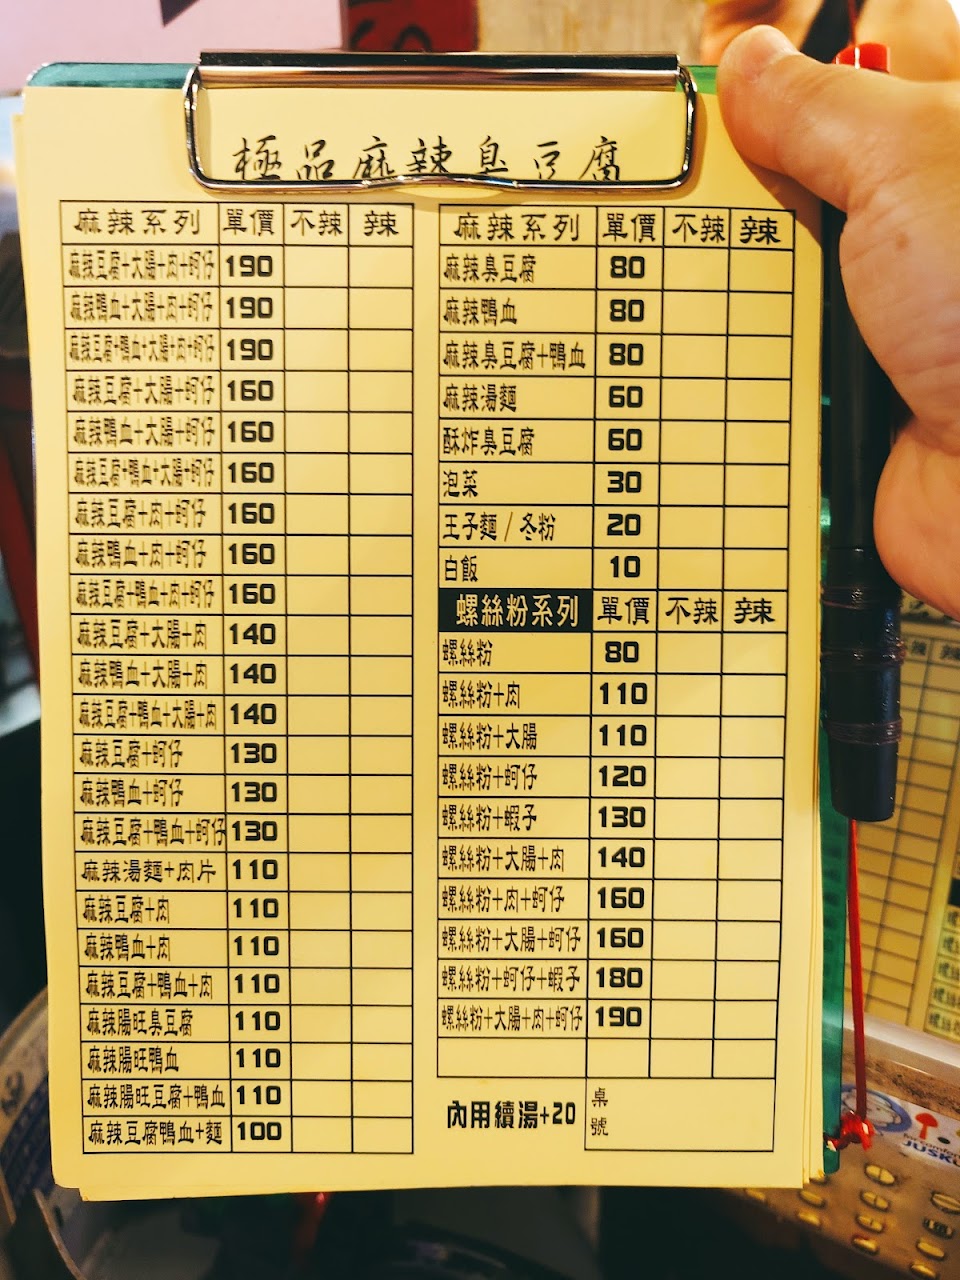 極品麻辣臭豆腐
麻辣系列 單價 不辣 辣
麻辣豆腐+大腸+肉+蚵仔 190
麻辣鴨血+大腸+肉+蚵仔 190
麻辣豆腐+鴨血+大腸+肉+蚵仔 190
麻辣豆腐+大腸+蚵仔 160
麻辣鴨血+大腸+蚵仔 160
麻辣豆腐+鴨血+大腸+蚵仔 160
麻辣豆腐+肉+蚵仔 160
麻辣鴨血+肉+蚵仔 160
麻辣豆腐+鴨血+肉+蚵仔 160
麻辣豆腐+大腸+肉 140
麻辣鴨血+大腸+肉 140
麻辣豆腐+鴨血+大腸+肉 140
麻辣豆腐+蚵仔 130
麻辣鴨血+蚵仔 130
麻辣豆腐+鴨血+蚵仔 130
麻辣湯麵+肉片 110
麻辣豆腐+肉 110
麻辣鴨血+肉 110
麻辣豆腐+鴨血+肉 110
麻辣腸旺臭豆腐 110
麻辣腸旺鴨血 110
麻辣腸旺豆腐+鴨血 110
麻辣豆腐鴨血+麵 100
麻辣系列 單價 不辣 辣
麻辣臭豆腐 80
麻辣鴨血 80
麻辣臭豆腐+鴨血 80
麻辣湯麵 60
酥炸臭豆腐 60
泡菜 30
王子麵/冬粉 20
白飯 10
螺絲粉系列 單價 不辣 辣
螺絲粉 80
螺絲粉+肉 110
螺絲粉+大腸 110
螺絲粉+蚵仔 120
螺絲粉+蝦子 130
螺絲粉+大腸+肉 140
螺絲粉+肉+蚵仔 160
螺絲粉+大腸+蚵仔 160
螺絲粉+蚵仔+蝦子 180
螺絲粉+大腸+肉+蚵仔 190
內用續湯+20
桌號